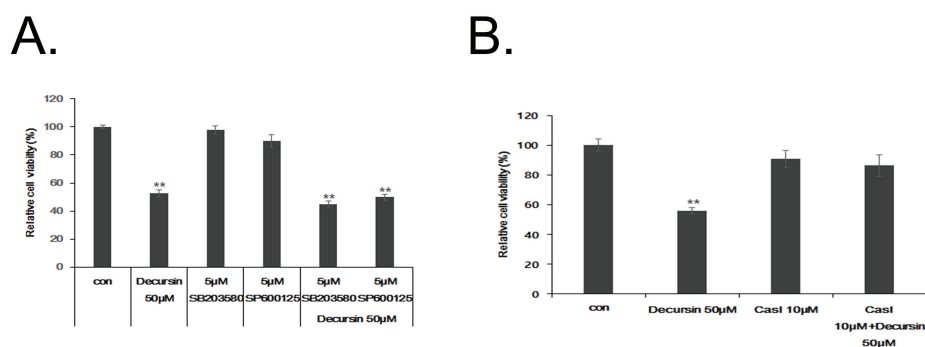 A.
B.
Relative cell viability (%)
120
100
80
60
40
20
0
**
**
**
con
Decursin
50μM
5μM
SB203580
5μM
SP600125
5μM
SB203580
5μM
SP600125
Decursin 50μM
Relative cell viability (%)
120
100
80
60
40
20
0
**
con
Decursin 50μM
CasI 10μM
CasI
10μM+Decursin
50μM